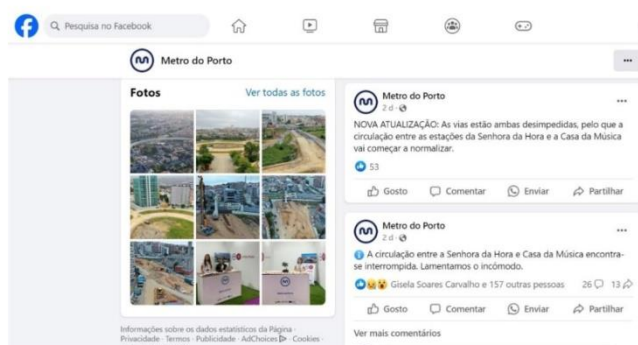 Pesquisa no Facebook
Metro do Porto
Fotos
Ver todas as fotos
Informações sobre os dados estatísticos da Página ·
Privacidade · Termos · Publicidade · AdChoices · Cookies ·
Metro do Porto
2 d ·
NOVA ATUALIZAÇÃO: As vias estão ambas desimpedidas, pelo que a
circulação entre as estações da Senhora da Hora e a Casa da Música
vai começar a normalizar.
53
Gosto Comentar Enviar Partilhar
Metro do Porto
2 d ·
A circulação entre a Senhora da Hora e Casa da Música encontra-
se interrompida. Lamentamos o incómodo.
Gisela Soares Carvalho e 157 outras pessoas 26 13
Gosto Comentar Enviar Partilhar
Ver mais comentários